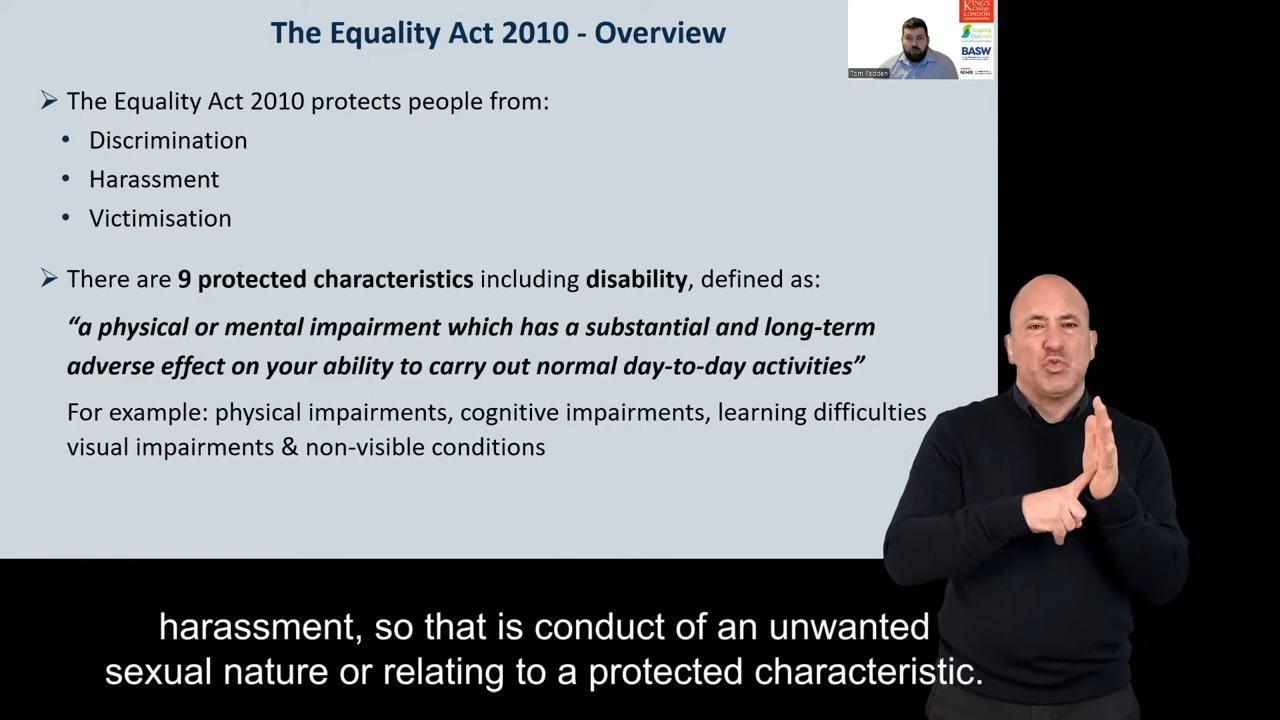 The Equality Act 2010 - Overview
KING'S
College
LONDON
Shaping
Our Lives
BASW
NIHR
Tom Fadden
The Equality Act 2010 protects people from:
Discrimination
Harassment
Victimisation
There are 9 protected characteristics including disability, defined as:
“a physical or mental impairment which has a substantial and long-term
adverse effect on your ability to carry out normal day-to-day activities”
For example: physical impairments, cognitive impairments, learning difficulties
visual impairments & non-visible conditions
harassment, so that is conduct of an unwanted
sexual nature or relating to a protected characteristic.